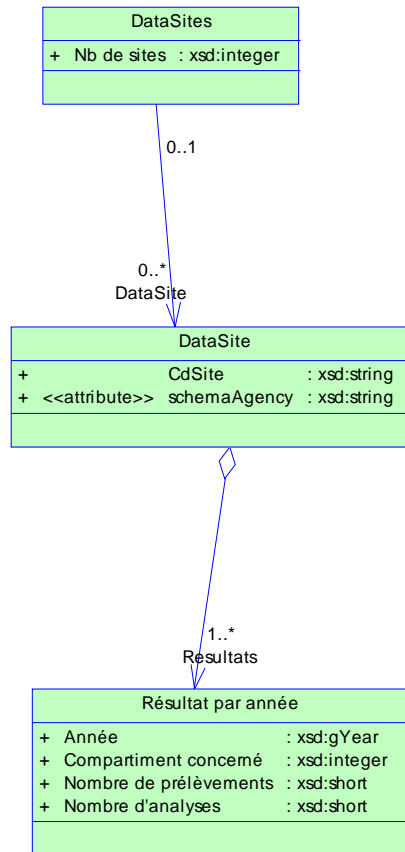 DataSites
+ Nb de sites : xsd:integer
0..1
0..*
DataSite
DataSite
+ CdSite : xsd:string
+ <<attribute>> schemaAgency : xsd:string
1..*
Resultats
Résultat par année
+ Année : xsd:gYear
+ Compartiment concerné : xsd:integer
+ Nombre de prélèvements : xsd:short
+ Nombre d'analyses : xsd:short